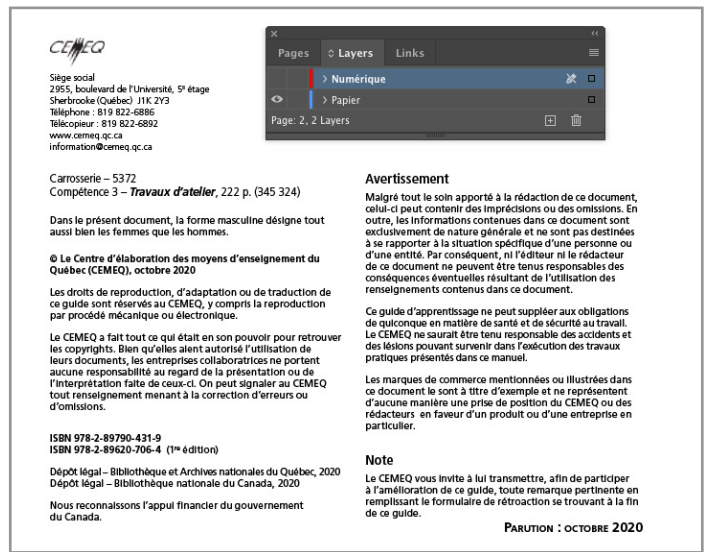 CEMEQ
Siège social
2955, boulevard de l'Université, 5e étage
Sherbrooke (Québec) J1K 2Y3
Téléphone : 819 822-6886
Télécopieur : 819 822-6892
www.cemeq.qc.ca
information@cemeq.qc.ca
Pages
Layers
Links
Numérique
Papier
Page: 2, 2 Layers
Carrosserie – 5372
Compétence 3 – Travaux d'atelier, 222 p. (345 324)
Dans le présent document, la forme masculine désigne tout
aussi bien les femmes que les hommes.
© Le Centre d'élaboration des moyens d'enseignement du
Québec (CEMEQ), octobre 2020
Les droits de reproduction, d'adaptation ou de traduction de
ce guide sont réservés au CEMEQ, y compris la reproduction
par procédé mécanique ou électronique.
Le CEMEQ a fait tout ce qui était en son pouvoir pour retrouver
les copyrights. Bien qu'elles aient autorisé l'utilisation de
leurs documents, les entreprises collaboratrices ne portent
aucune responsabilité au regard de la présentation ou de
l'interprétation faite de ceux-ci. On peut signaler au CEMEQ
tout renseignement menant à la correction d'erreurs ou
d'omissions.
ISBN 978-2-89790-431-9
ISBN 978-2-89620-706-4 (1re édition)
Dépôt légal – Bibliothèque et Archives nationales du Québec, 2020
Dépôt légal – Bibliothèque nationale du Canada, 2020
Nous reconnaissons l'appui financier du gouvernement
du Canada.
Avertissement
Malgré tout le soin apporté à la rédaction de ce document,
celui-ci peut contenir des imprécisions ou des omissions. En
outre, les informations contenues dans ce document sont
exclusivement de nature générale et ne sont pas destinées
à se rapporter à la situation spécifique d'une personne ou
d'une entité. Par conséquent, ni l'éditeur ni le rédacteur
de ce document ne peuvent être tenus responsables des
conséquences éventuelles résultant de l'utilisation des
renseignements contenus dans ce document.
Ce guide d'apprentissage ne peut suppléer aux obligations
de quiconque en matière de santé et de sécurité au travail.
Le CEMEQ ne saurait être tenu responsable des accidents et
des lésions pouvant survenir dans l'exécution des travaux
pratiques présentés dans ce manuel.
Les marques de commerce mentionnées ou illustrées dans
ce document le sont à titre d'exemple et ne représentent
d'aucune manière une prise de position du CEMEQ ou des
rédacteurs en faveur d'un produit ou d'une entreprise en
particulier.
Note
Le CEMEQ vous invite à lui transmettre, afin de participer
à l'amélioration de ce guide, toute remarque pertinente en
remplissant le formulaire de rétroaction se trouvant à la fin
de ce guide.
Parution : octobre 2020